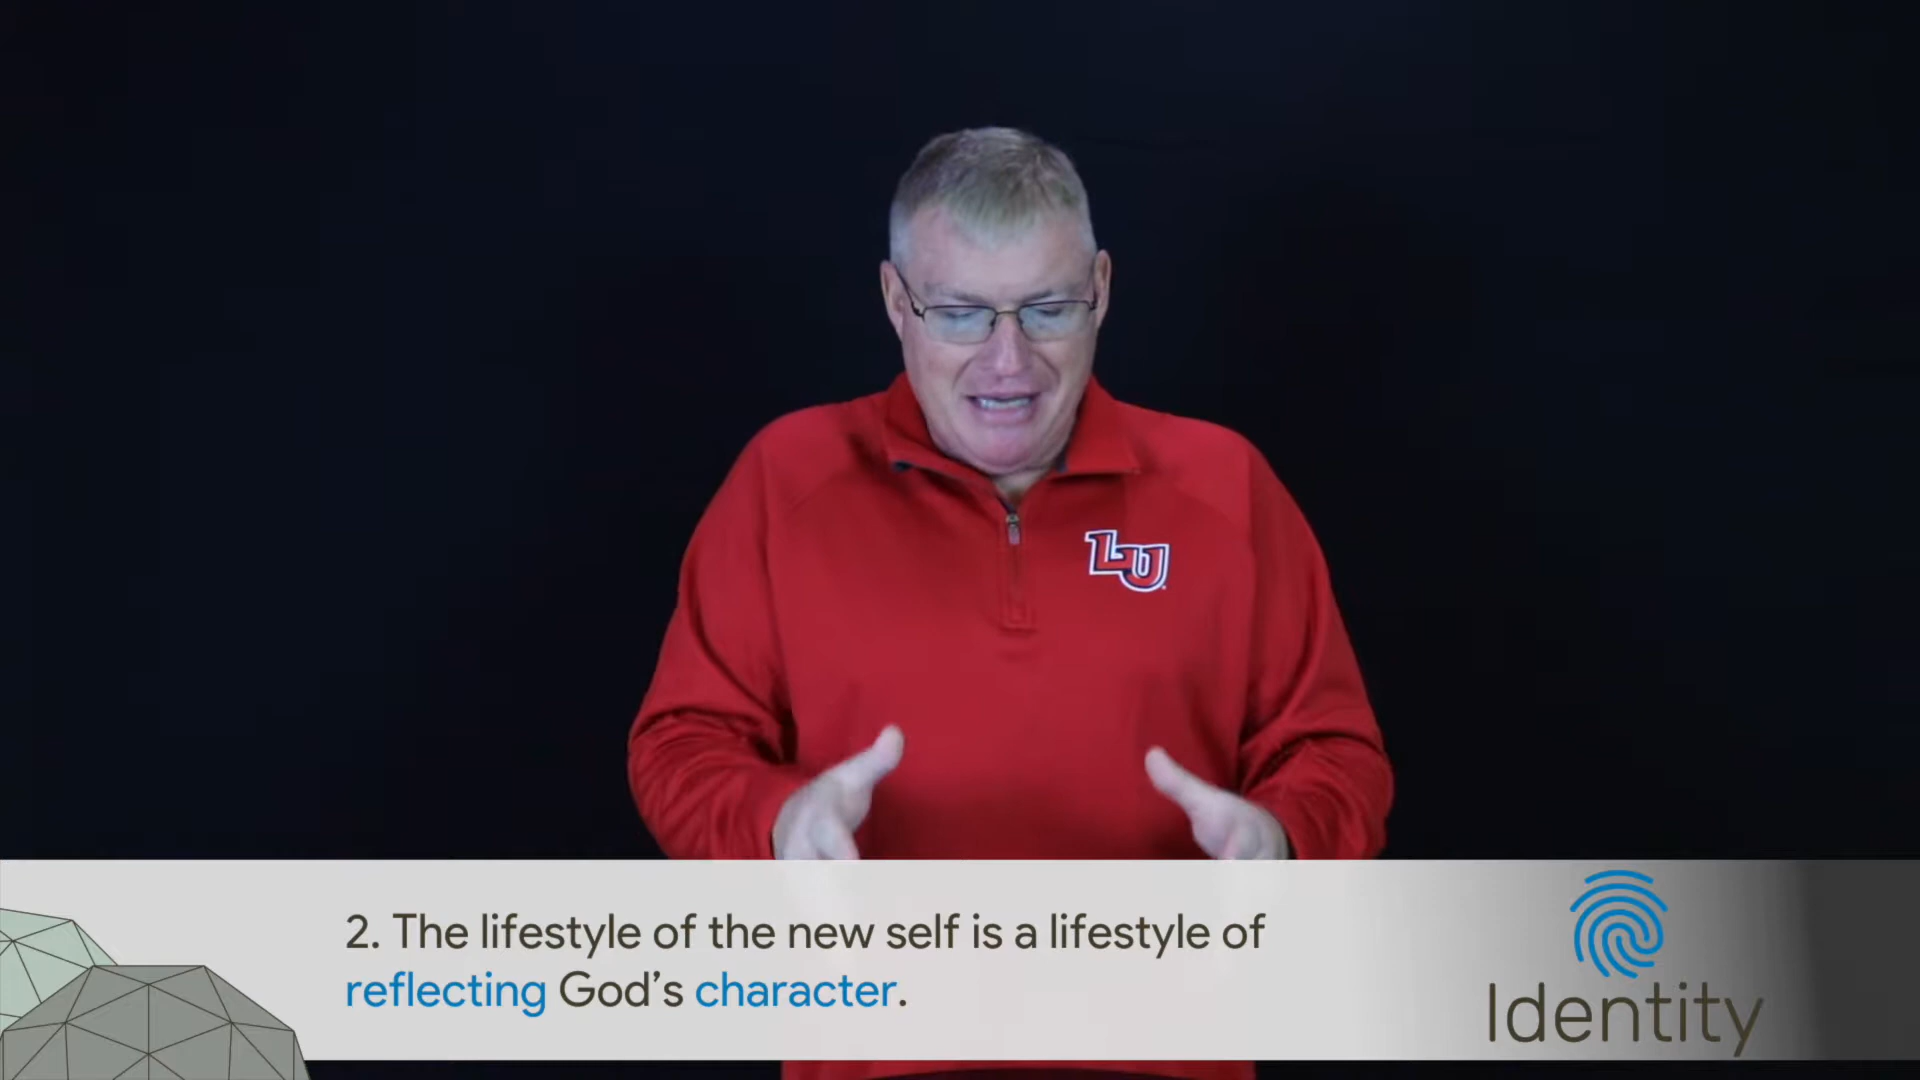 LU
2. The lifestyle of the new self is a lifestyle of
reflecting God’s character.
Identity